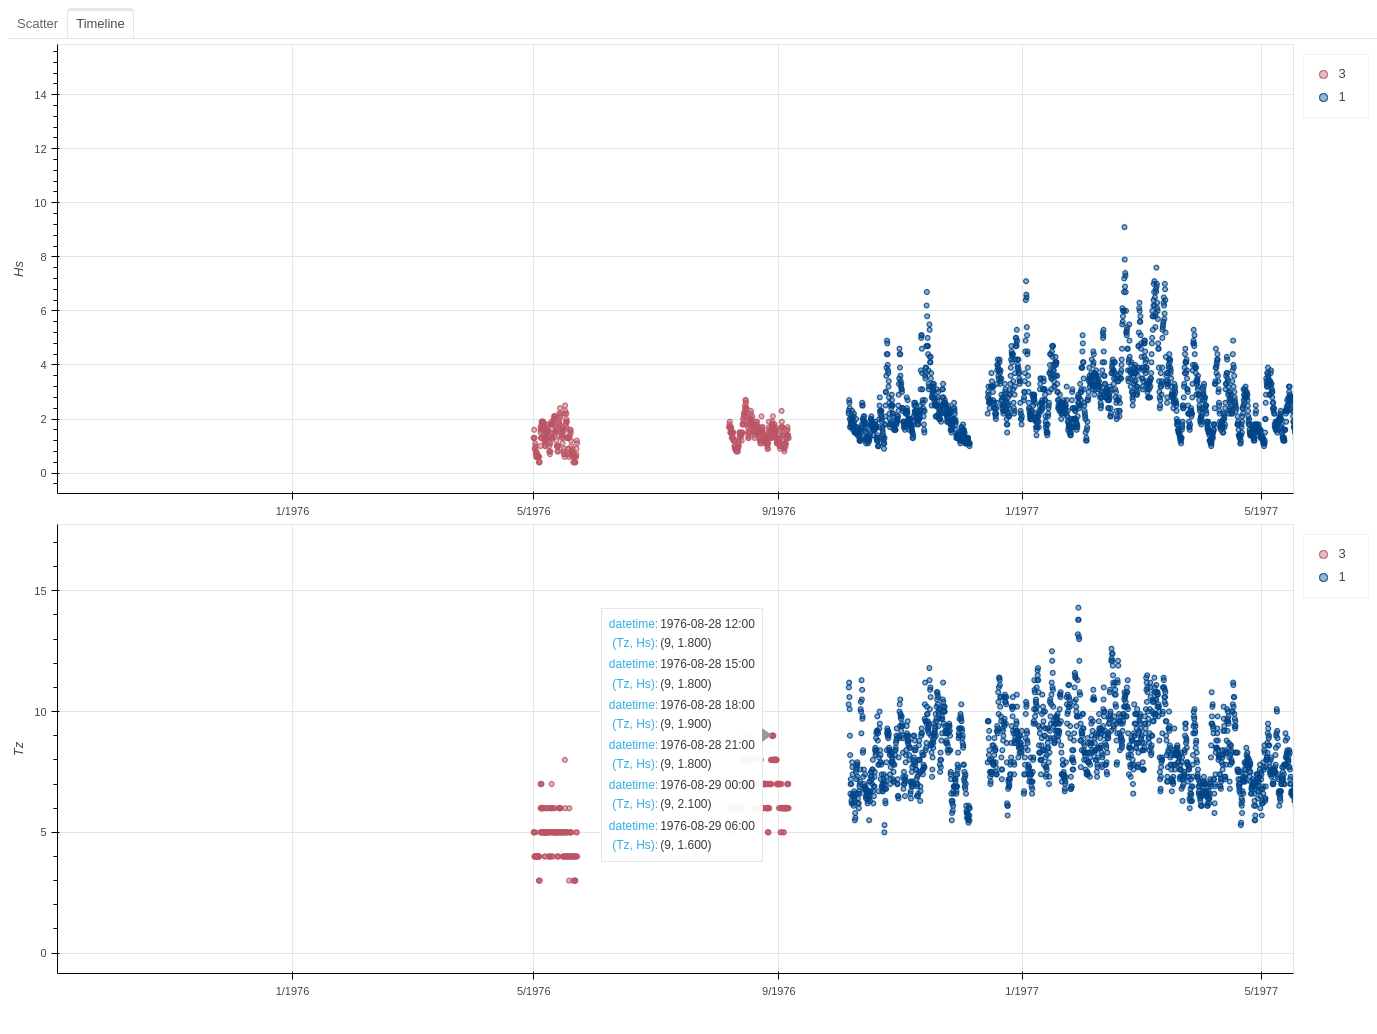 Scatter Timeline
14
12
10
8
6
4
2
0
Hs
3
1
1/1976 5/1976 9/1976 1/1977 5/1977
15
10
5
0
Tz
3
1
datetime: 1976-08-28 12:00
(Tz, Hs): (9, 1.800)
datetime: 1976-08-28 15:00
(Tz, Hs): (9, 1.800)
datetime: 1976-08-28 18:00
(Tz, Hs): (9, 1.900)
datetime: 1976-08-28 21:00
(Tz, Hs): (9, 1.800)
datetime: 1976-08-29 00:00
(Tz, Hs): (9, 2.100)
datetime: 1976-08-29 06:00
(Tz, Hs): (9, 1.600)
1/1976 5/1976 9/1976 1/1977 5/1977